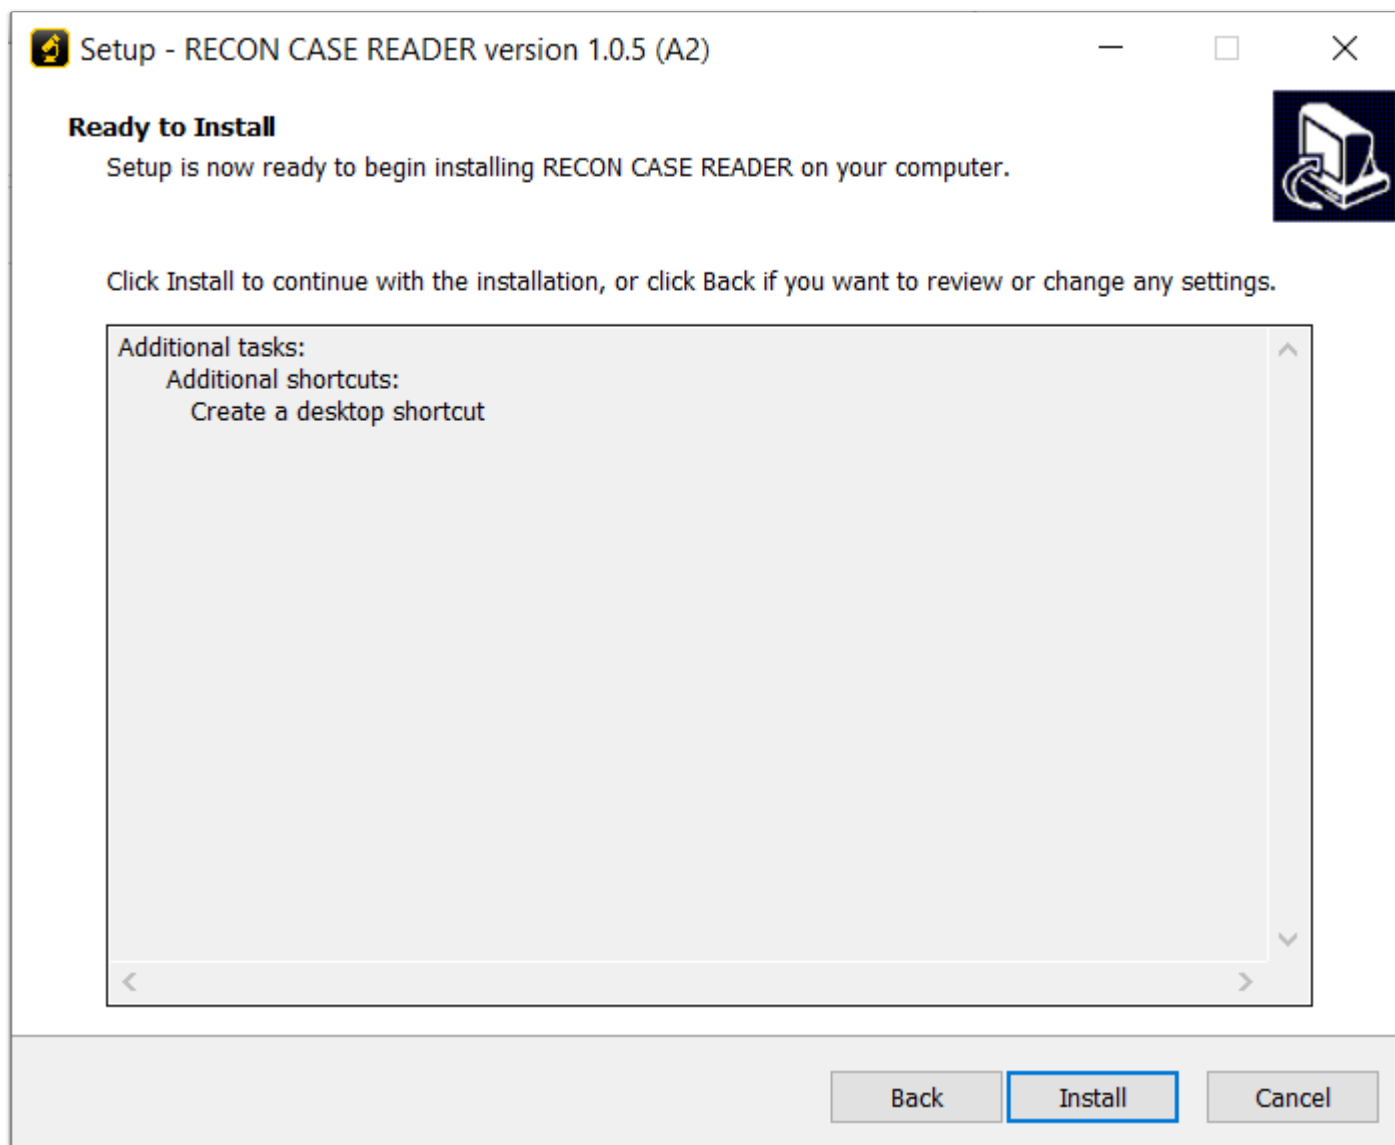 Setup - RECON CASE READER version 1.0.5 (A2)
Ready to Install
Setup is now ready to begin installing RECON CASE READER on your computer.
Click Install to continue with the installation, or click Back if you want to review or change any settings.
Additional tasks:
Additional shortcuts:
Create a desktop shortcut
Back
Install
Cancel